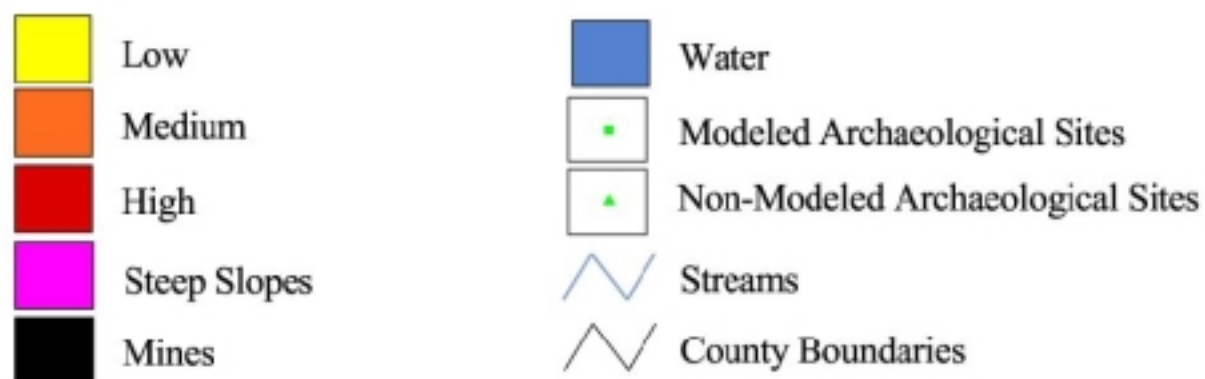 Low
Medium
High
Steep Slopes
Mines
Water
Modeled Archaeological Sites
Non-Modeled Archaeological Sites
Streams
County Boundaries